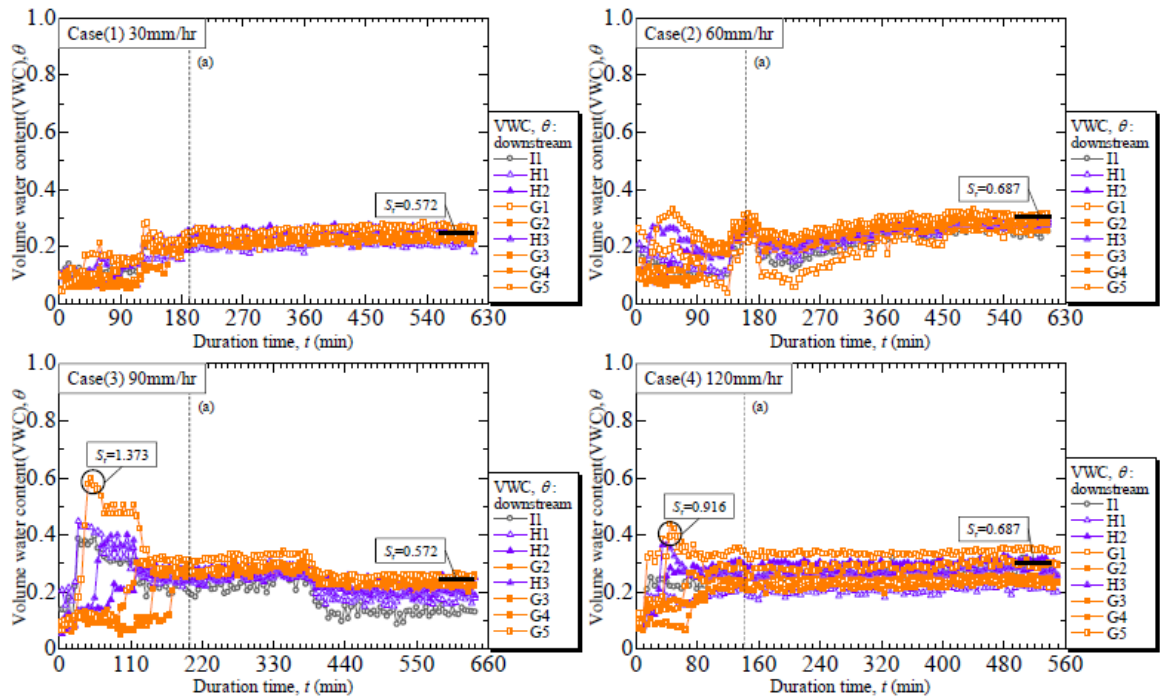 Case(1) 30mm/hr
(a)
Sr=0.572
Volume water content(VWC),θ
1.0
0.8
0.6
0.4
0.2
0
0 90 180 270 360 450 540 630
Duration time, t (min)
VWC, θ :
downstream
I1
H1
H2
G1
G2
H3
G3
G4
G5
Case(2) 60mm/hr
(a)
Sr=0.687
Volume water content(VWC),θ
1.0
0.8
0.6
0.4
0.2
0
0 90 180 270 360 450 540 630
Duration time, t (min)
VWC, θ :
downstream
I1
H1
H2
G1
G2
H3
G3
G4
G5
Case(3) 90mm/hr
(a)
Sr=1.373
Sr=0.572
Volume water content(VWC),θ
1.0
0.8
0.6
0.4
0.2
0
0 110 220 330 440 550 660
Duration time, t (min)
VWC, θ :
downstream
I1
H1
H2
G1
G2
H3
G3
G4
G5
Case(4) 120mm/hr
(a)
Sr=0.916
Sr=0.687
Volume water content(VWC),θ
1.0
0.8
0.6
0.4
0.2
0
0 80 160 240 320 400 480 560
Duration time, t (min)
VWC, θ :
downstream
I1
H1
H2
G1
G2
H3
G3
G4
G5